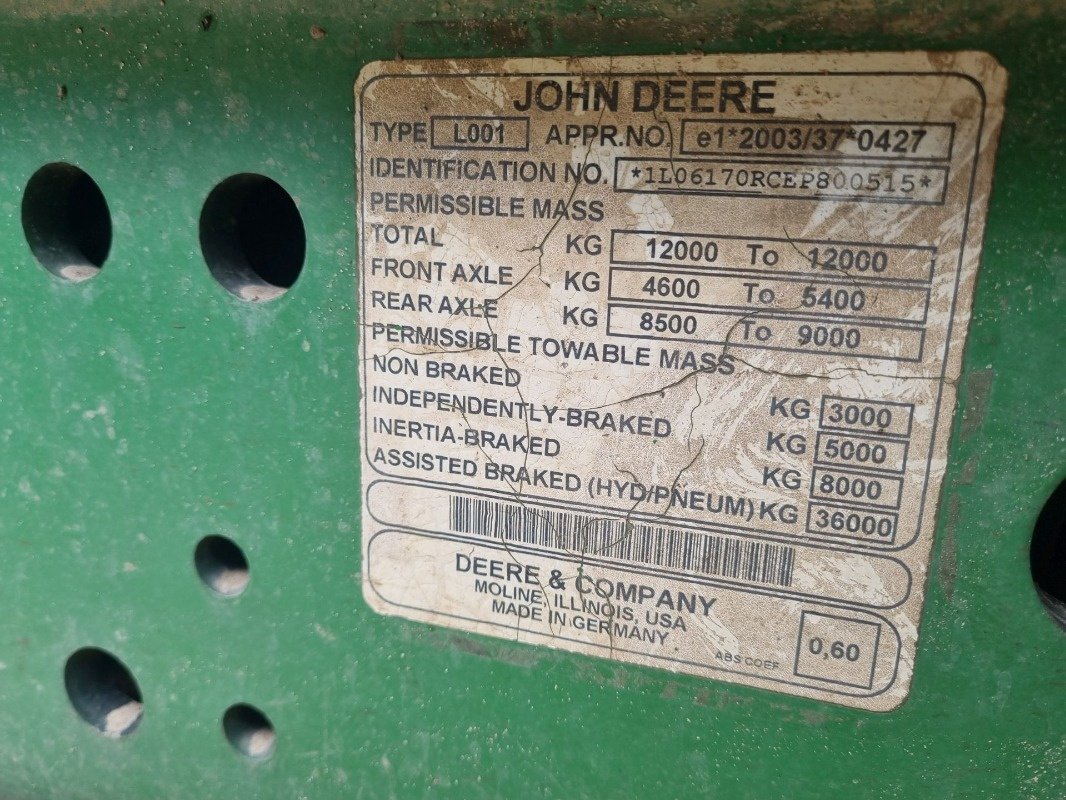 JOHN DEERE
TYPE L001 APPR.NO. e1*2003/37*0427
IDENTIFICATION NO. *1L06170RCEP800515*
PERMISSIBLE MASS
TOTAL KG 12000 To 12000
FRONT AXLE KG 4600 To 5400
REAR AXLE KG 8500 To 9000
PERMISSIBLE TOWABLE MASS
NON BRAKED KG 3000
INDEPENDENTLY-BRAKED KG 5000
INERTIA-BRAKED KG 8000
ASSISTED BRAKED (HYD/PNEUM) KG 36000
DEERE & COMPANY
MOLINE, ILLINOIS, USA
MADE IN GERMANY
ABS COEF 0,60